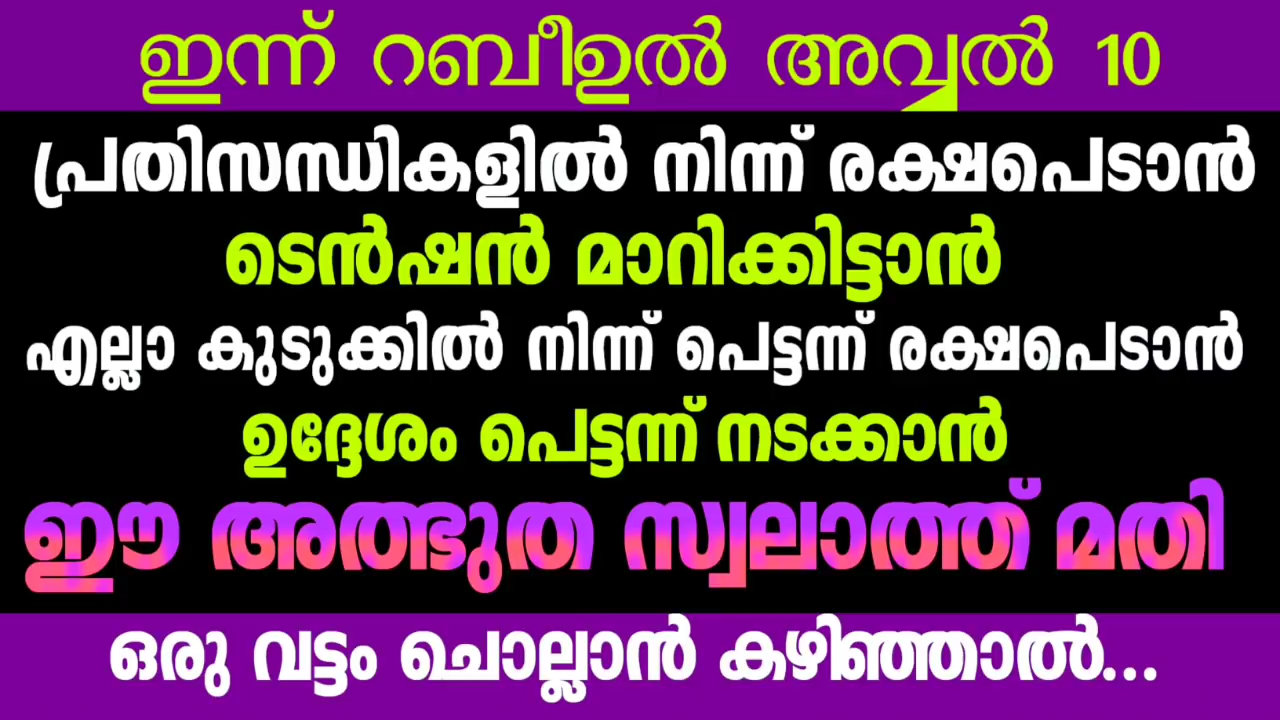 ഇന്ന് റബീഉൽ അവ്വൽ 10
പ്രതിസന്ധികളിൽ നിന്ന് രക്ഷപെടാൻ
ടെൻഷൻ മാറിക്കിട്ടാൻ
എല്ലാ കുടുക്കിൽ നിന്ന് പെട്ടന്ന് രക്ഷപെടാൻ
ഉദ്ദേശം പെട്ടന്ന് നടക്കാൻ
ഈ അത്ഭുത സ്വലാത്ത് മതി
ഒരു വട്ടം ചൊല്ലാൻ കഴിഞ്ഞാൽ...